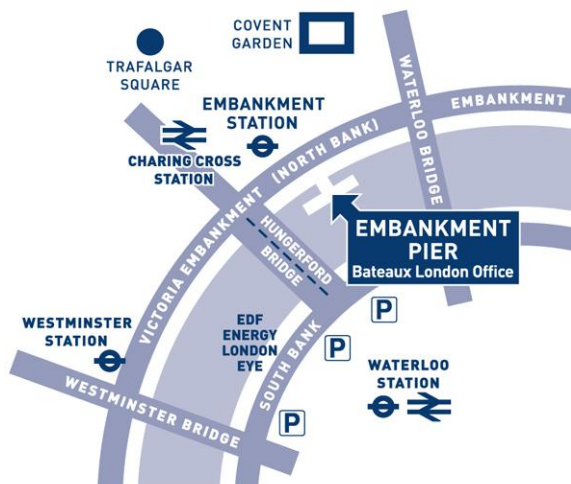 COVENT
GARDEN
TRAFALGAR
SQUARE
EMBANKMENT
STATION
CHARING CROSS
STATION
WATERLOO BRIDGE
EMBANKMENT
VICTORIA EMBANKMENT (NORTH BANK)
HUNGERFORD
BRIDGE
EMBANKMENT
PIER
Bateaux London Office
WESTMINSTER
STATION
EDF
ENERGY
LONDON
EYE
SOUTH BANK
P
P
P
WATERLOO
STATION
WESTMINSTER BRIDGE